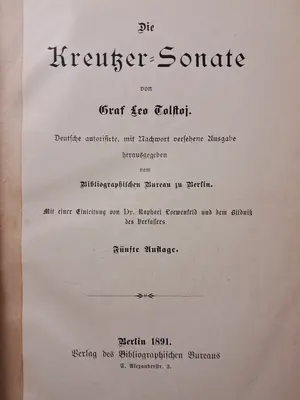 Die
Kreutzer-Sonate
von
Graf Leo Tolstoj.
Deutsche autorisirte, mit Nachwort versehene Ausgabe
herausgegeben
vom
Bibliographischen Bureau zu Berlin.
Mit einer Einleitung von Dr. Raphael Loewenfeld und dem Bildniß
des Verfassers.
Fünfte Auflage.
Berlin 1891.
Verlag des Bibliographischen Bureaus
C. Alexanderstr. 2.